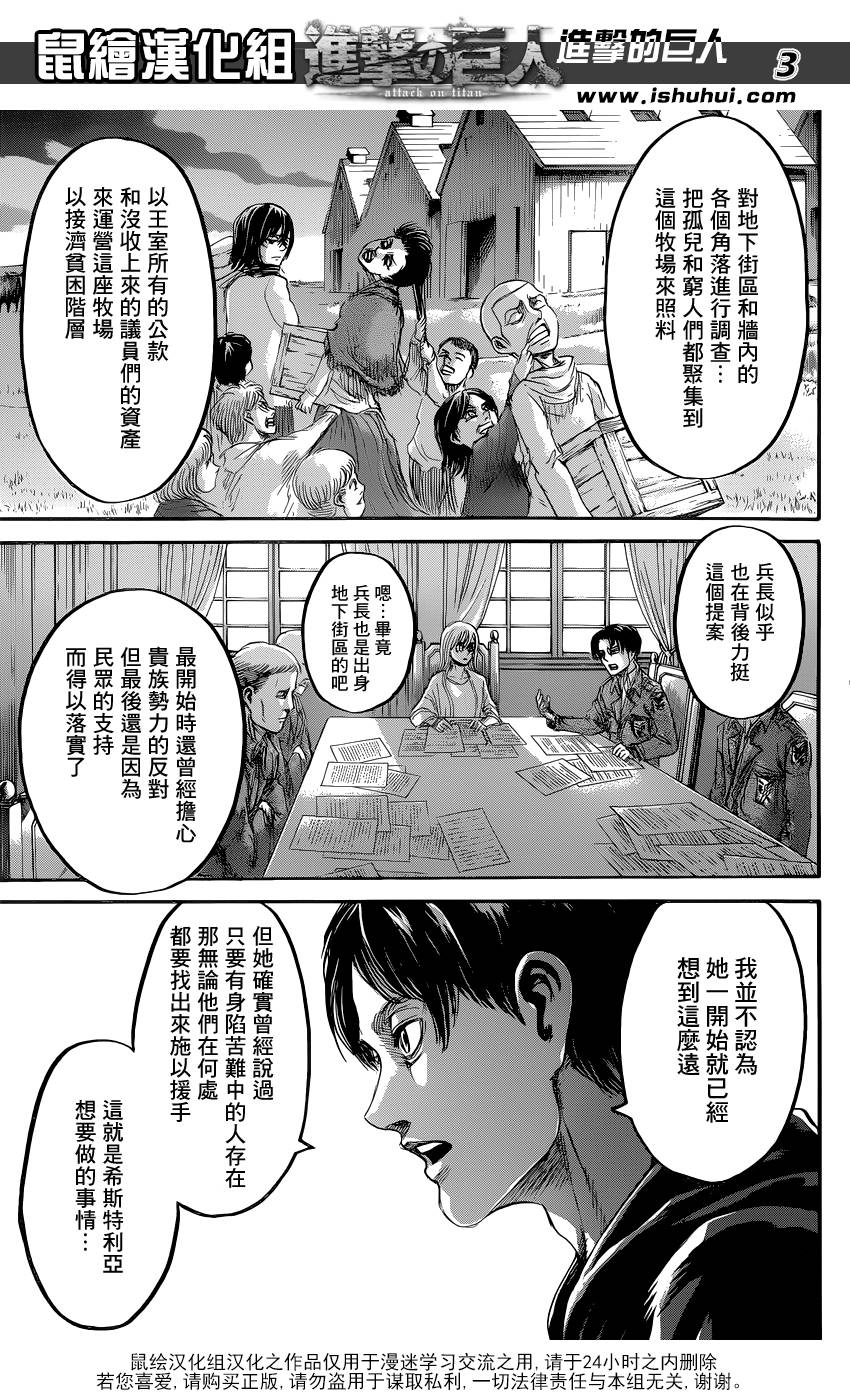 鼠繪漢化組
進撃の巨人
attack on titan
進擊的巨人
3
www.ishuhui.com
對地下街區和牆內的
各個角落進行調查…
把孤兒和窮人們都聚集到
這個牧場來照料
以王室所有的公款
和沒收上來的議員們的資產
來運營這座牧場
以接濟貧困階層
兵長似乎
也在背後力挺
這個提案
嗯…畢竟
兵長也是出身
地下街區的吧
最開始時還曾經擔心
貴族勢力的反對
但最後還是因為
民眾的支持
而得以落實了
我並不認為
她一開始就已經
想到這麼遠
但她確實曾經說過
只要有身陷苦難中的人存在
那無論他們在何處
都要找出來施以援手
這就是希斯特利亞
想要做的事情…
鼠绘汉化组汉化之作品仅用于漫迷学习交流之用, 请于24小时之内删除
若您喜爱, 请购买正版, 请勿用于谋取私利, 一切法律责任与本组无关, 谢谢。